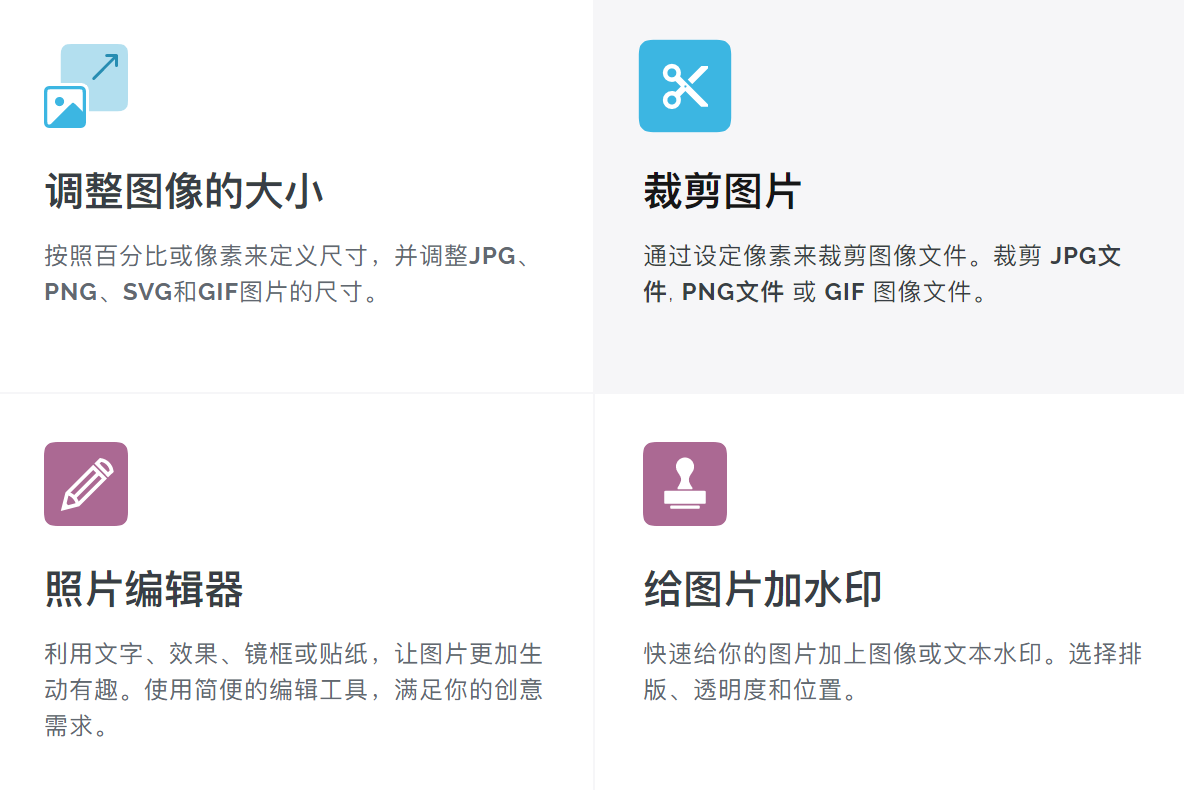 调整图像的大小
按照百分比或像素来定义尺寸，并调整JPG、
PNG、SVG和GIF图片的尺寸。
裁剪图片
通过设定像素来裁剪图像文件。裁剪 JPG文
件, PNG文件 或 GIF 图像文件。
照片编辑器
利用文字、效果、镜框或贴纸，让图片更加生
动有趣。使用简便的编辑工具，满足你的创意
需求。
给图片加水印
快速给你的图片加上图像或文本水印。选择排
版、透明度和位置。